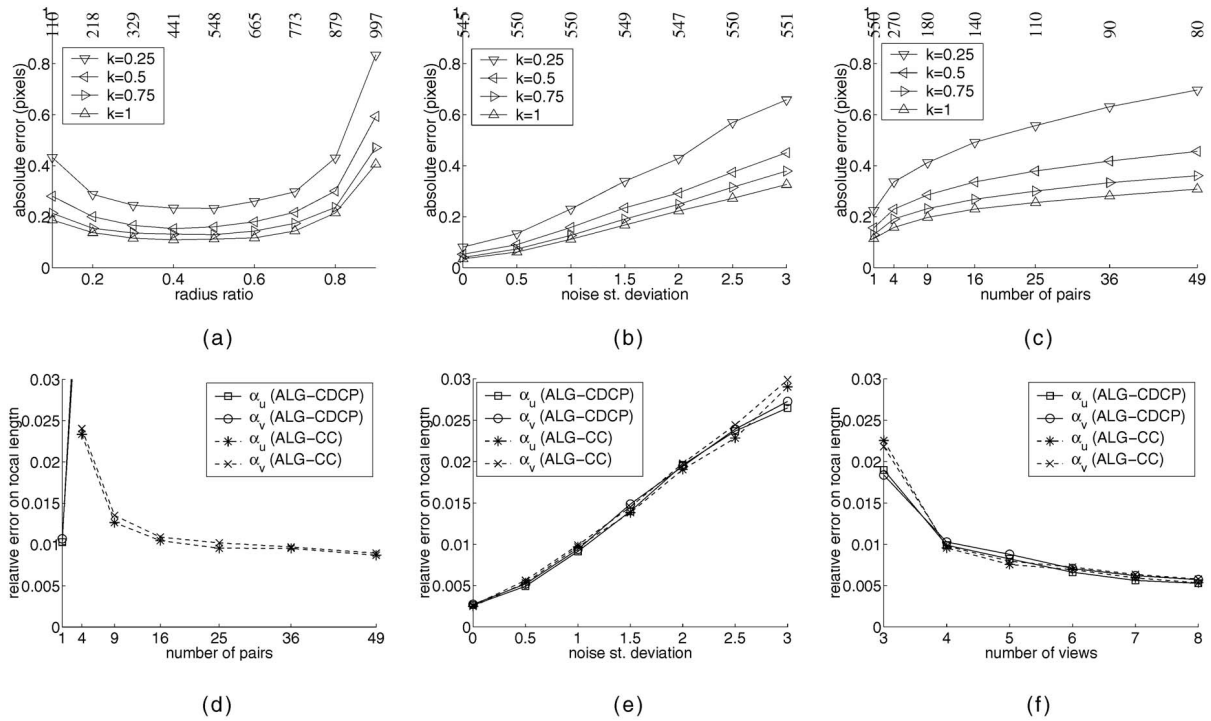 1
110 218 329 441 548 665 773 879 997
0.8
0.6
0.4
0.2
0
absolute error (pixels)
k=0.25
k=0.5
k=0.75
k=1
0.2 0.4 0.6 0.8
radius ratio
(a)
1
545 550 550 549 547 550 551
0.8
0.6
0.4
0.2
0
absolute error (pixels)
k=0.25
k=0.5
k=0.75
k=1
0 0.5 1 1.5 2 2.5 3
noise st. deviation
(b)
1
550 270 180 140 110 90 80
0.8
0.6
0.4
0.2
0
absolute error (pixels)
k=0.25
k=0.5
k=0.75
k=1
1 4 9 16 25 36 49
number of pairs
(c)
0.03
0.025
0.02
0.015
0.01
0.005
0
relative error on focal length
α_u (ALG-CDCP)
α_v (ALG-CDCP)
α_u (ALG-CC)
α_v (ALG-CC)
1 4 9 16 25 36 49
number of pairs
(d)
0.03
0.025
0.02
0.015
0.01
0.005
0
relative error on focal length
α_u (ALG-CDCP)
α_v (ALG-CDCP)
α_u (ALG-CC)
α_v (ALG-CC)
0 0.5 1 1.5 2 2.5 3
noise st. deviation
(e)
0.03
0.025
0.02
0.015
0.01
0.005
0
relative error on focal length
α_u (ALG-CDCP)
α_v (ALG-CDCP)
α_u (ALG-CC)
α_v (ALG-CC)
3 4 5 6 7 8
number of views
(f)